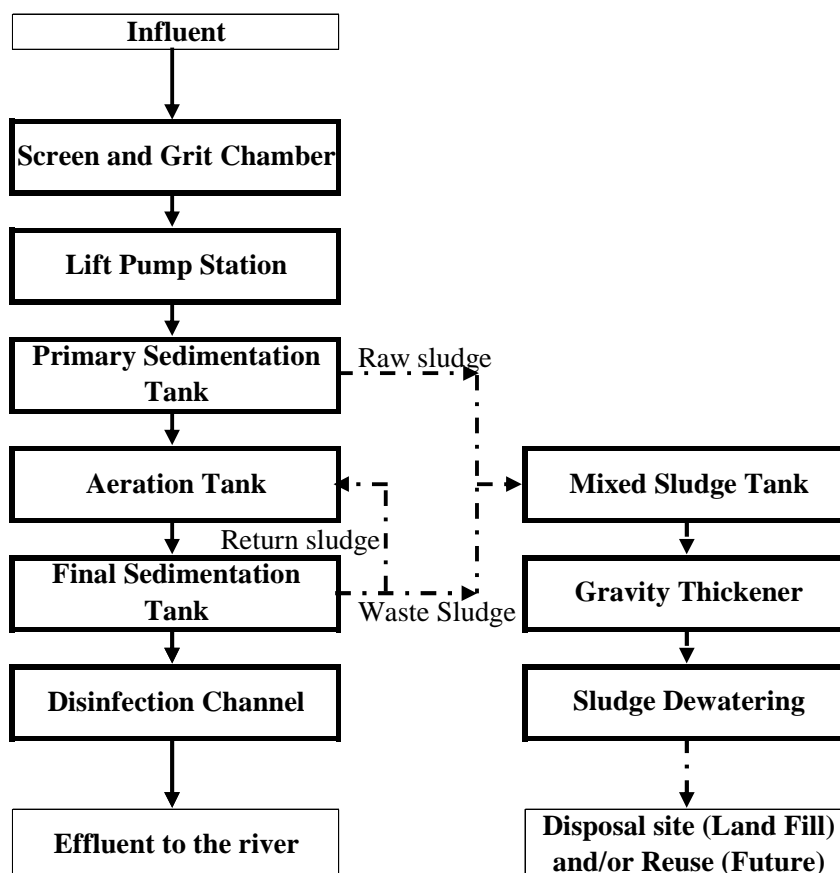 Influent
Screen and Grit Chamber
Lift Pump Station
Primary Sedimentation
Tank
Raw sludge
Aeration Tank
Mixed Sludge Tank
Return sludge
Final Sedimentation
Tank
Waste Sludge
Gravity Thickener
Disinfection Channel
Sludge Dewatering
Effluent to the river
Disposal site (Land Fill)
and/or Reuse (Future)